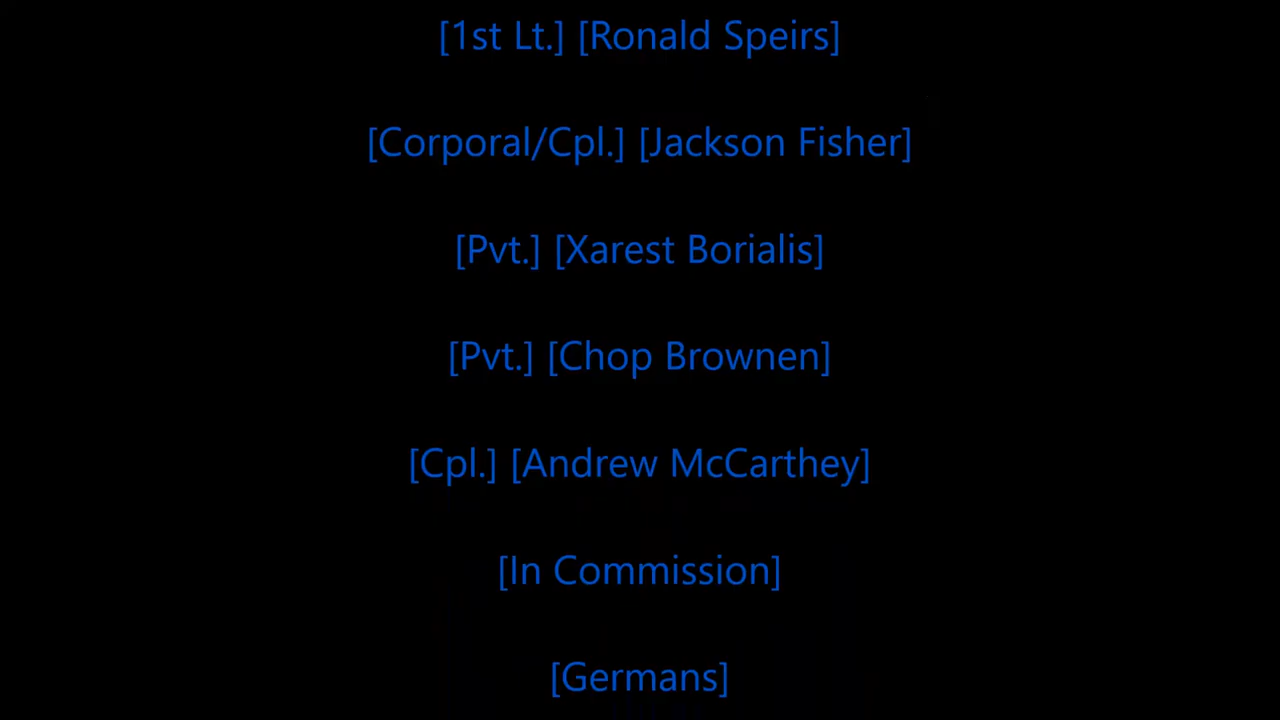 [1st Lt.] [Ronald Speirs]
[Corporal/Cpl.] [Jackson Fisher]
[Pvt.] [Xarest Borialis]
[Pvt.] [Chop Brownen]
[Cpl.] [Andrew McCarthey]
[In Commission]
[Germans]